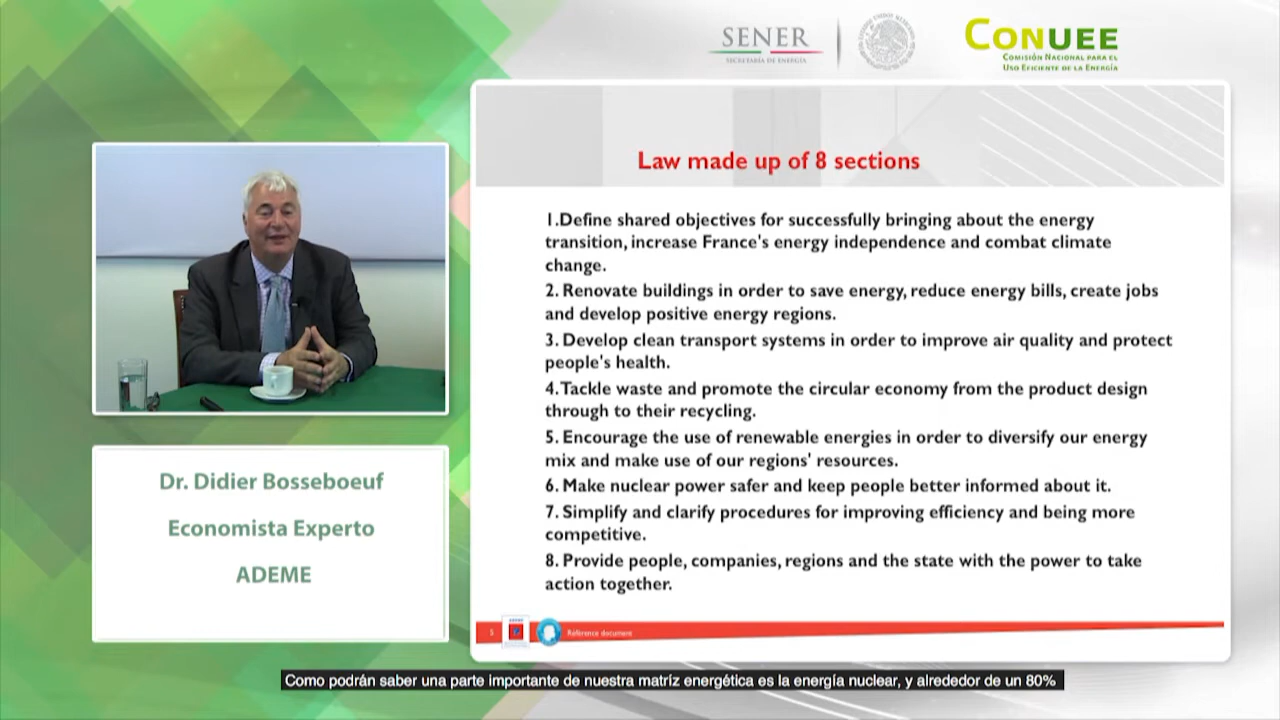 SENER
SECRETARÍA DE ENERGÍA
CONUEE
COMISIÓN NACIONAL PARA EL
USO EFICIENTE DE LA ENERGÍA
Law made up of 8 sections
1.Define shared objectives for successfully bringing about the energy
transition, increase France's energy independence and combat climate
change.
2. Renovate buildings in order to save energy, reduce energy bills, create jobs
and develop positive energy regions.
3. Develop clean transport systems in order to improve air quality and protect
people's health.
4. Tackle waste and promote the circular economy from the product design
through to their recycling.
5. Encourage the use of renewable energies in order to diversify our energy
mix and make use of our regions' resources.
6. Make nuclear power safer and keep people better informed about it.
7. Simplify and clarify procedures for improving efficiency and being more
competitive.
8. Provide people, companies, regions and the state with the power to take
action together.
5
Réference document
Dr. Didier Bosseboeuf
Economista Experto
ADEME
Como podrán saber una parte importante de nuestra matríz energética es la energía nuclear, y alrededor de un 80%